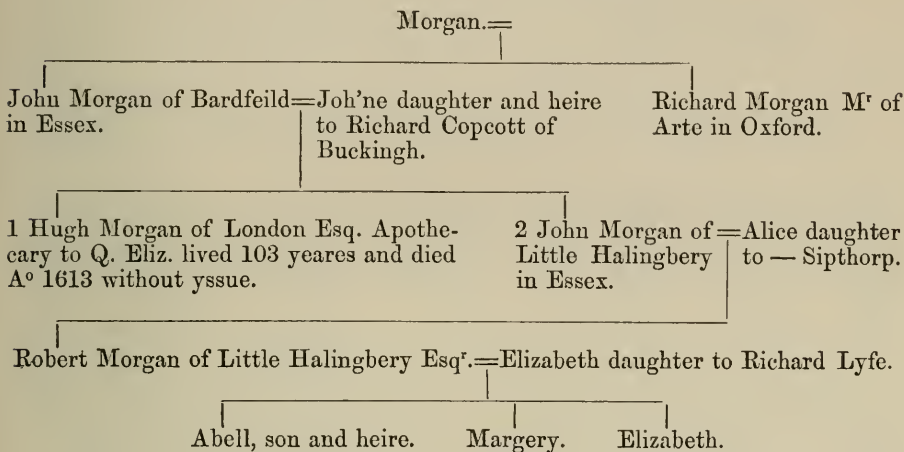 Morgan.=
John Morgan of Bardfeild=Joh'ne daughter and heire
in Essex.
to Richard Copcott of
Buckingh.
Richard Morgan Mʳ of
Arte in Oxford.
1 Hugh Morgan of London Esq. Apothe-
cary to Q. Eliz. lived 103 yeares and died
Aᵒ 1613 without yssue.
2 John Morgan of=Alice daughter
Little Halingbery
in Essex.
to — Sipthorp.
Robert Morgan of Little Halingbery Esqʳ.=Elizabeth daughter to Richard Lyfe.
Abell, son and heire. Margery. Elizabeth.